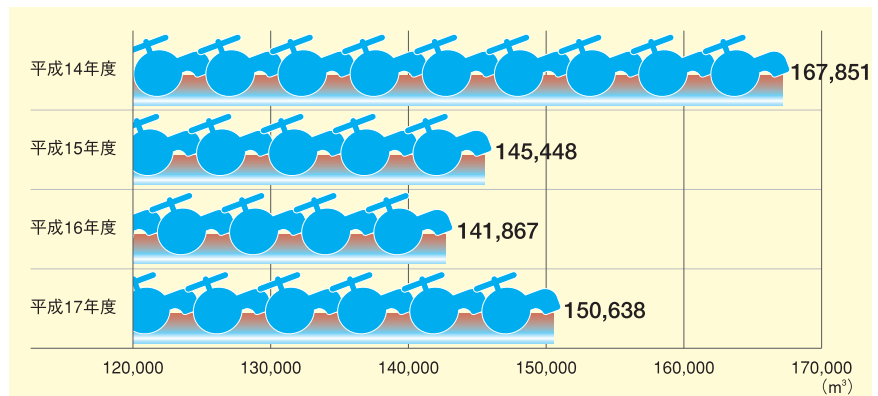 平成14年度
167,851
平成15年度
145,448
平成16年度
141,867
平成17年度
150,638
120,000 130,000 140,000 150,000 160,000 170,000
(m³)